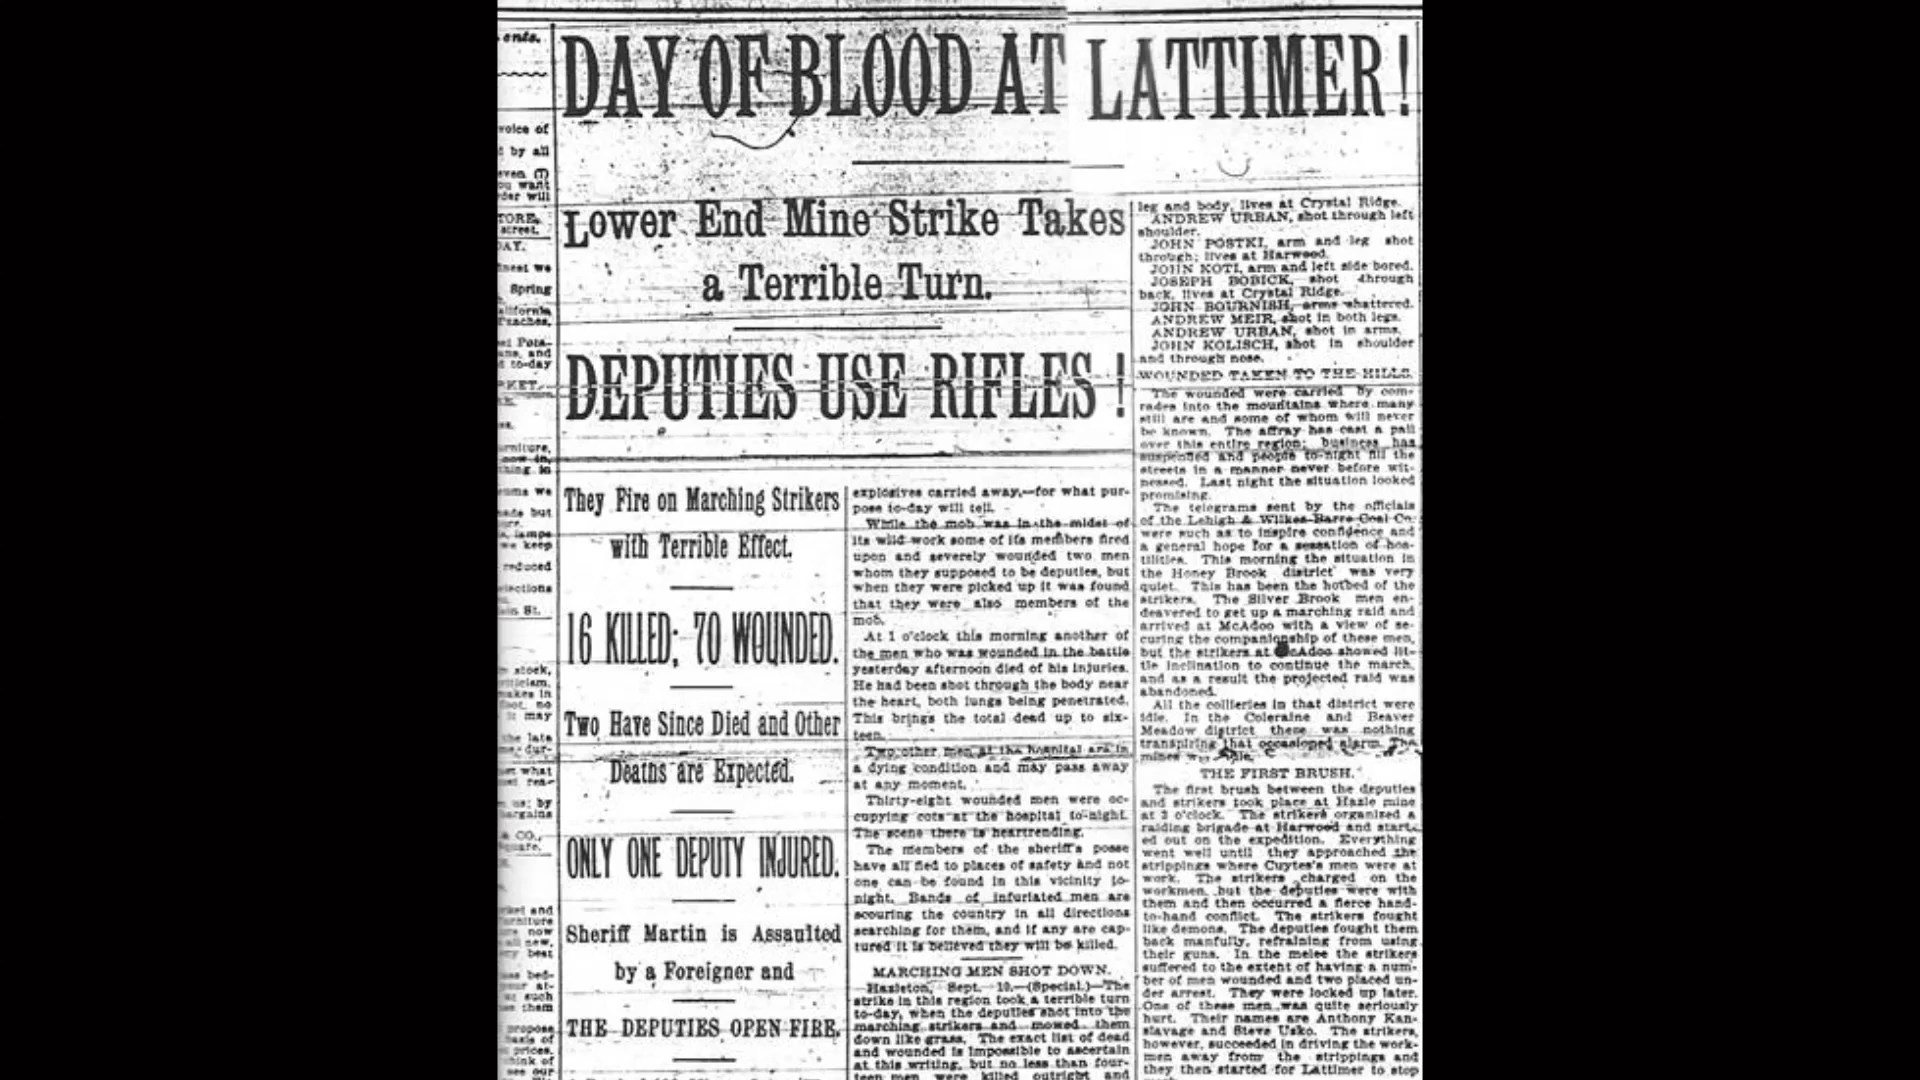 DAY OF BLOOD AT LATTIMER!
Lower End Mine Strike Takes
a Terrible Turn.
DEPUTIES USE RIFLES!
They Fire on Marching Strikers
with Terrible Effect.
16 KILLED; 70 WOUNDED.
Two Have Since Died and Other
Deaths are Expected.
ONLY ONE DEPUTY INJURED.
Sheriff Martin is Assaulted
by a Foreigner and
THE DEPUTIES OPEN FIRE.
explosives carried away,—for what pur-
pose to-day will tell.
While the mob was in the midst of
its wild work some of its members fired
upon and severely wounded two men
whom they supposed to be deputies, but
when they were picked up it was found
that they were also members of the
mob.
At 1 o'clock this morning another of
the men who was wounded in the battle
yesterday afternoon died of his injuries.
He had been shot through the body near
the heart, both lungs being penetrated.
This brings the total dead up to six-
teen.
Two other men at the hospital are in
a dying condition and may pass away
at any moment.
Thirty-eight wounded men were oc-
cupying cots at the hospital to-night.
The scene there is heartrending.
The members of the sheriff's posse
have all fled to places of safety and not
one can be found in this vicinity to-
night. Bands of infuriated men are
scouring the country in all directions
searching for them, and if any are cap-
tured it is believed they will be killed.
MARCHING MEN SHOT DOWN.
Hazleton, Sept. 10.—(Special.)—The
strike in this region took a terrible turn
to-day, when the deputies shot into the
marching strikers and mowed them
down like grass. The exact list of dead
and wounded is impossible to ascertain
at this writing, but no less than four-
teen men were killed outright and
leg and body, lives at Crystal Ridge.
ANDREW URBAN, shot through left
shoulder.
JOHN POSTKI, arm and leg shot
through; lives at Harwood.
JOHN KOTI, arm and left side bored.
JOSEPH BOBICK, shot through
back, lives at Crystal Ridge.
JOHN BOURNISH, arms shattered.
ANDREW MEIR, shot in both legs.
ANDREW URBAN, shot in arms.
JOHN KOLISCH, shot in shoulder
and through nose.
WOUNDED TAKEN TO THE HILLS.
The wounded were carried by com-
rades into the mountains where many
still are and some of whom will never
be known. The affray has cast a pall
over this entire region; business has
suspended and people to-night fill the
streets in a manner never before wit-
nessed. Last night the situation looked
promising.
The telegrams sent by the officials
of the Lehigh & Wilkes-Barre Coal Co.
were such as to inspire confidence and
a general hope for a sessation of hos-
tilities. This morning the situation in
the Honey Brook district was very
quiet. This has been the hotbed of the
strikers. The Silver Brook men en-
deavored to get up a marching raid and
arrived at McAdoo with a view of se-
curing the companionship of these men,
but the strikers at McAdoo showed lit-
tle inclination to continue the march,
and as a result the projected raid was
abandoned.
All the collieries in that district were
idle. In the Coleraine and Beaver
Meadow district there was nothing
transpiring that occasioned alarm. The
mines
THE FIRST BRUSH.
The first brush between the deputies
and strikers took place at Hazle mine
at 2 o'clock. The strikers organized a
raiding brigade at Harwood and start-
ed out on the expedition. Everything
went well until they approached the
strippings where Cuytes's men were at
work. The strikers charged on the
workmen, but the deputies were with
them and then occurred a fierce hand-
to-hand conflict. The strikers fought
like demons. The deputies fought them
back manfully, refraining from using
their guns. In the melee the strikers
suffered to the extent of having a num-
ber of men wounded and two placed un-
der arrest. They were locked up later.
One of these men was quite seriously
hurt. Their names are Anthony Kan-
slavage and Steve Usko. The strikers,
however, succeeded in driving the work-
men away from the strippings and
they then started for Lattimer to stop